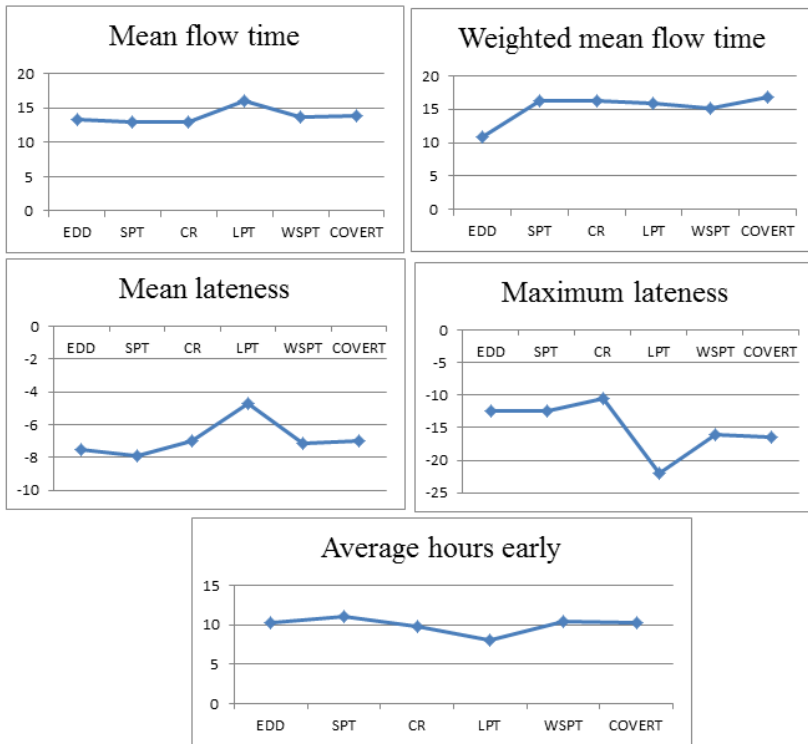 Mean flow time
20
15
10
5
0
EDD SPT CR LPT WSPT COVERT
Weighted mean flow time
20
15
10
5
0
EDD SPT CR LPT WSPT COVERT
Mean lateness
0
EDD SPT CR LPT WSPT COVERT
-2
-4
-6
-8
-10
Maximum lateness
0
EDD SPT CR LPT WSPT COVERT
-5
-10
-15
-20
-25
Average hours early
15
10
5
0
EDD SPT CR LPT WSPT COVERT